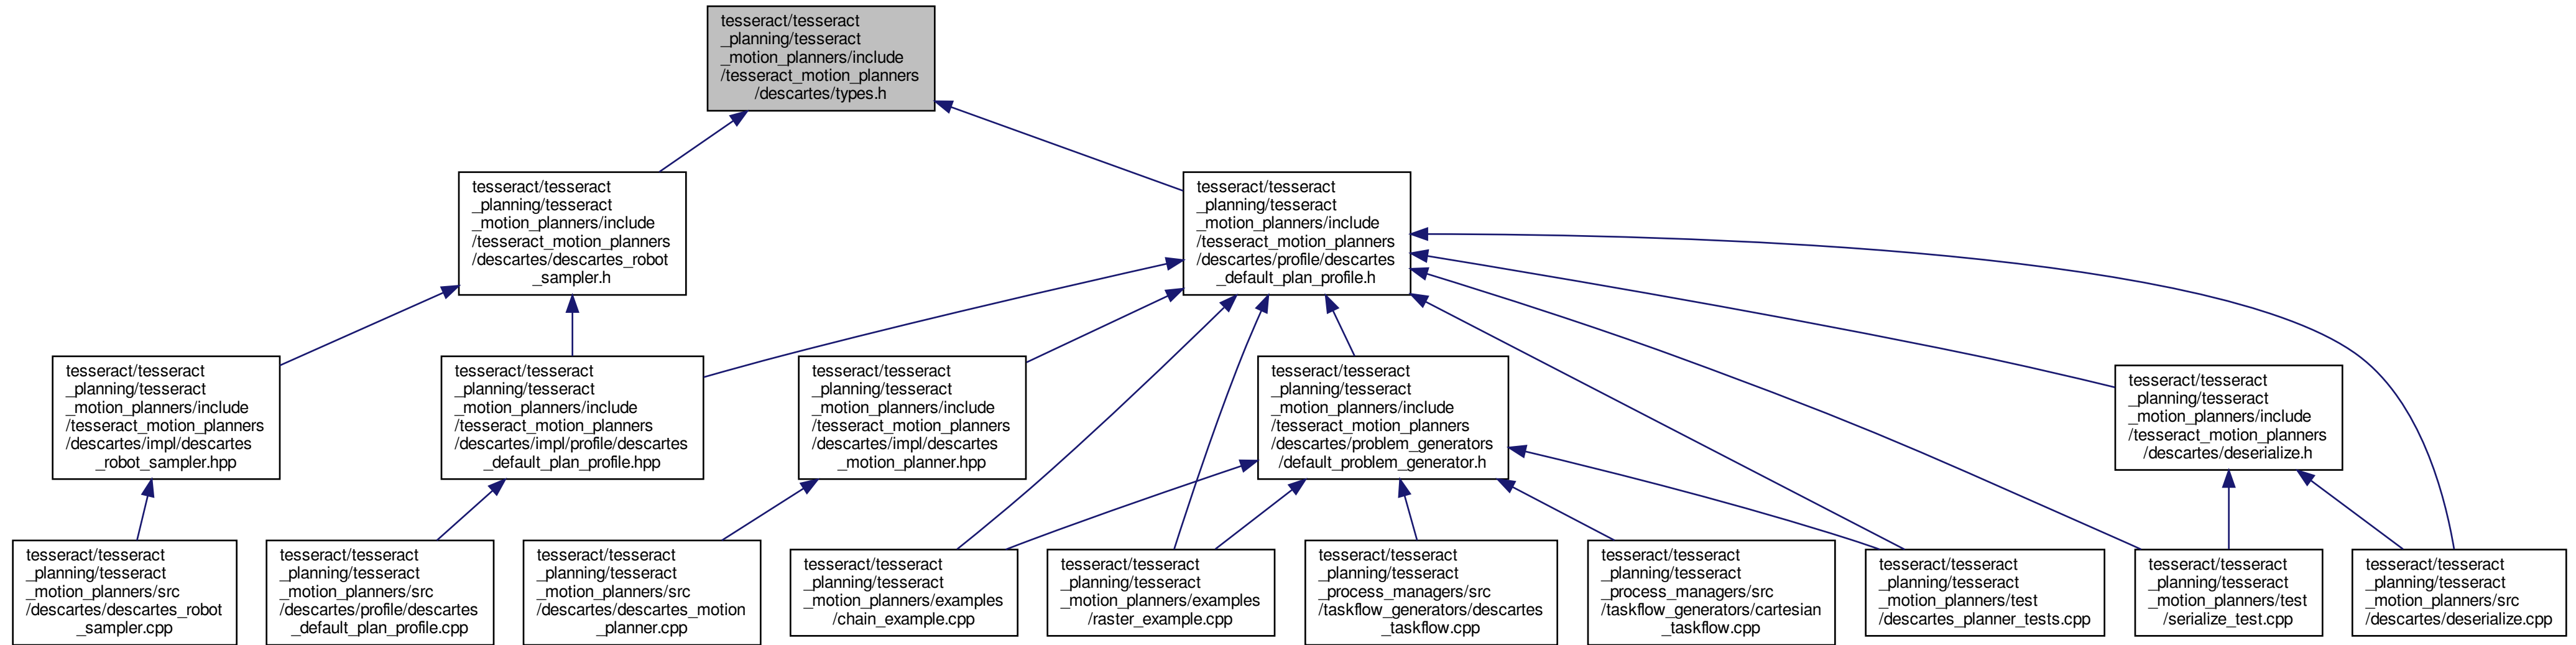 tesseract/tesseract
_planning/tesseract
_motion_planners/include
/tesseract_motion_planners
/descartes/types.h
tesseract/tesseract
_planning/tesseract
_motion_planners/include
/tesseract_motion_planners
/descartes/descartes_robot
_sampler.h
tesseract/tesseract
_planning/tesseract
_motion_planners/include
/tesseract_motion_planners
/descartes/profile/descartes
_default_plan_profile.h
tesseract/tesseract
_planning/tesseract
_motion_planners/include
/tesseract_motion_planners
/descartes/impl/descartes
_robot_sampler.hpp
tesseract/tesseract
_planning/tesseract
_motion_planners/include
/tesseract_motion_planners
/descartes/impl/profile/descartes
_default_plan_profile.hpp
tesseract/tesseract
_planning/tesseract
_motion_planners/include
/tesseract_motion_planners
/descartes/impl/descartes
_motion_planner.hpp
tesseract/tesseract
_planning/tesseract
_motion_planners/include
/tesseract_motion_planners
/descartes/problem_generators
/default_problem_generator.h
tesseract/tesseract
_planning/tesseract
_motion_planners/include
/tesseract_motion_planners
/descartes/deserialize.h
tesseract/tesseract
_planning/tesseract
_motion_planners/src
/descartes/descartes_robot
_sampler.cpp
tesseract/tesseract
_planning/tesseract
_motion_planners/src
/descartes/profile/descartes
_default_plan_profile.cpp
tesseract/tesseract
_planning/tesseract
_motion_planners/src
/descartes/descartes_motion
_planner.cpp
tesseract/tesseract
_planning/tesseract
_motion_planners/examples
/chain_example.cpp
tesseract/tesseract
_planning/tesseract
_motion_planners/examples
/raster_example.cpp
tesseract/tesseract
_planning/tesseract
_process_managers/src
/taskflow_generators/descartes
_taskflow.cpp
tesseract/tesseract
_planning/tesseract
_process_managers/src
/taskflow_generators/cartesian
_taskflow.cpp
tesseract/tesseract
_planning/tesseract
_motion_planners/test
/descartes_planner_tests.cpp
tesseract/tesseract
_planning/tesseract
_motion_planners/test
/serialize_test.cpp
tesseract/tesseract
_planning/tesseract
_motion_planners/src
/descartes/deserialize.cpp